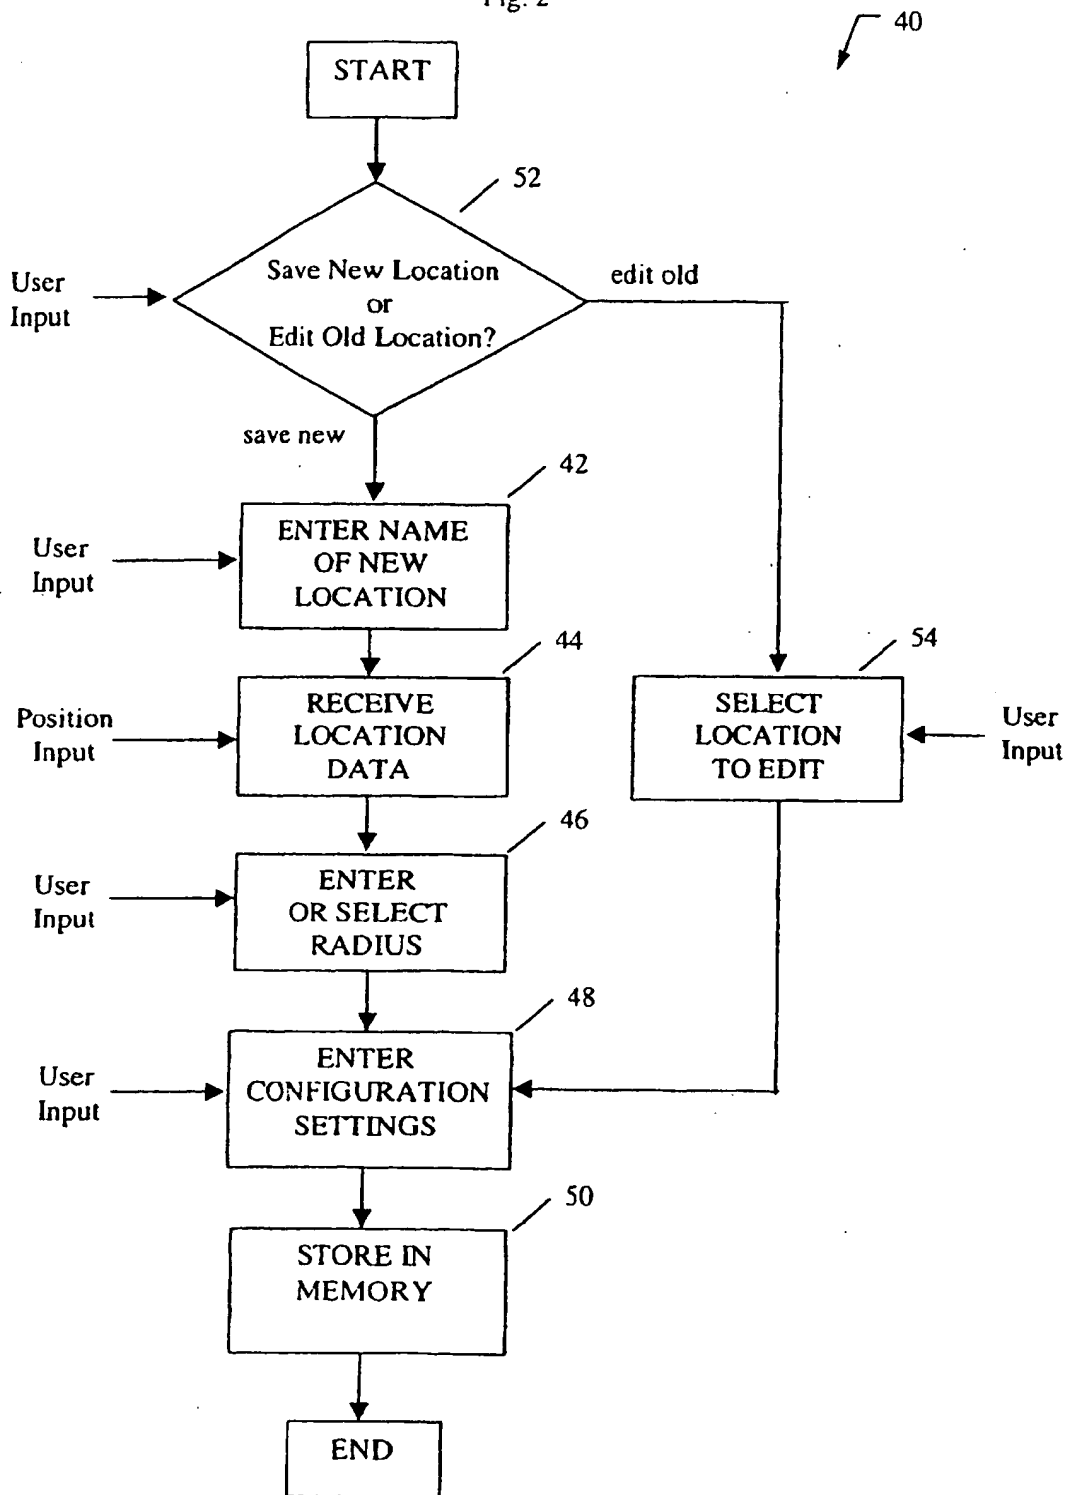 Fig. 2
40
START
52
User
Input
Save New Location
or
Edit Old Location?
edit old
save new
42
User
Input
ENTER NAME
OF NEW
LOCATION
44
Position
Input
RECEIVE
LOCATION
DATA
54
SELECT
LOCATION
TO EDIT
User
Input
46
User
Input
ENTER
OR SELECT
RADIUS
48
User
Input
ENTER
CONFIGURATION
SETTINGS
50
STORE IN
MEMORY
END